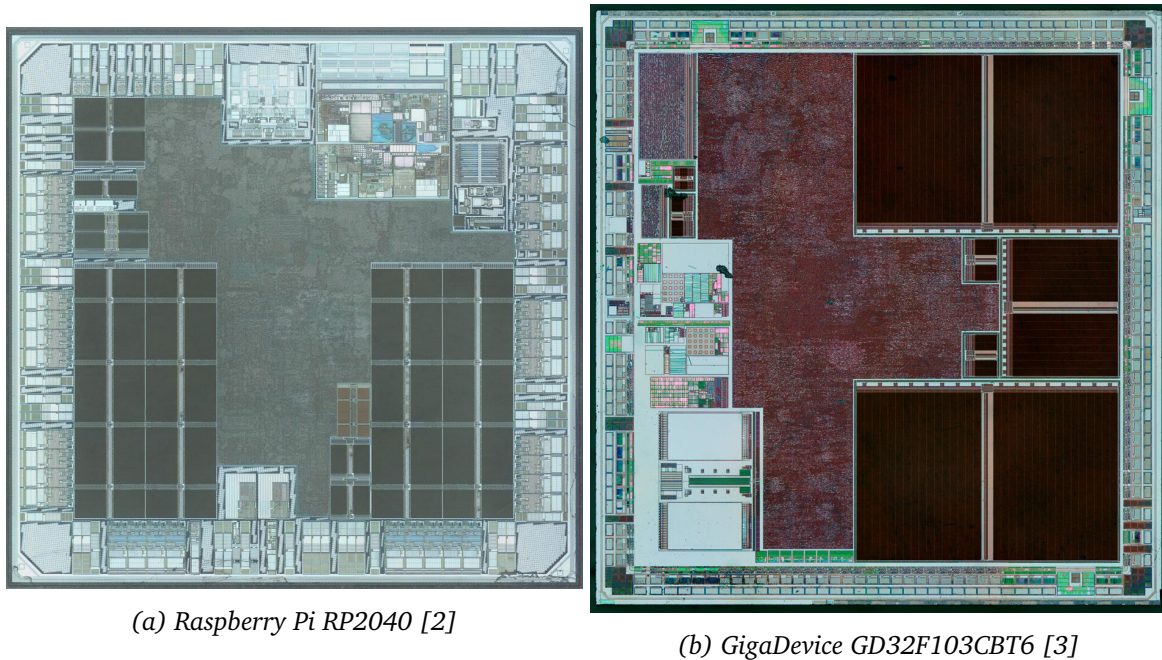 (a) Raspberry Pi RP2040 [2]
(b) GigaDevice GD32F103CBT6 [3]